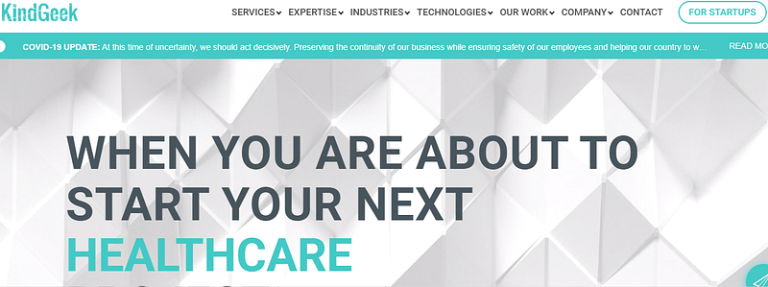 KindGeek
SERVICES EXPERTISE INDUSTRIES TECHNOLOGIES OUR WORK COMPANY CONTACT FOR STARTUPS
COVID-19 UPDATE: At this time of uncertainty, we should act decisively. Preserving the continuity of our business while ensuring safety of our employees and helping our country to w... READ MO
WHEN YOU ARE ABOUT TO
START YOUR NEXT
HEALTHCARE